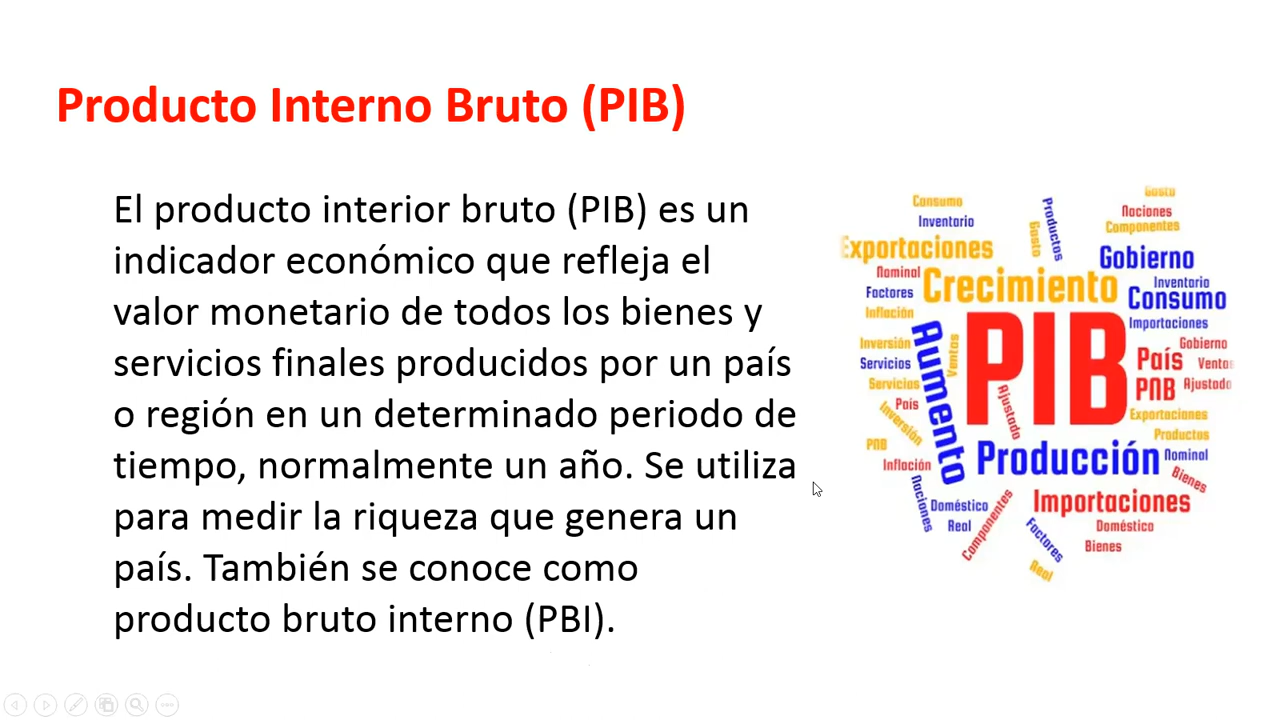 Producto Interno Bruto (PIB)
El producto interior bruto (PIB) es un
indicador económico que refleja el
valor monetario de todos los bienes y
servicios finales producidos por un país
o región en un determinado periodo de
tiempo, normalmente un año. Se utiliza
para medir la riqueza que genera un
país. También se conoce como
producto bruto interno (PBI).
Gasto
Consumo
Productos
Naciones
Inventario
Gasto
Componentes
Exportaciones
Gobierno
Nominal
Crecimiento
Inventario
Factores
Consumo
Inflación
PIB
Importaciones
Aumento
Ventas
Inversión
Gobierno
Servicios
País
Ventas
Servicios
PNB
Ajustado
País
Ajustado
Exportaciones
Inversión
Productos
PNB
Producción
Nominal
Inflación
Bienes
Naciones
Importaciones
Doméstico
Componentes
Real
Factores
Doméstico
Bienes
Real